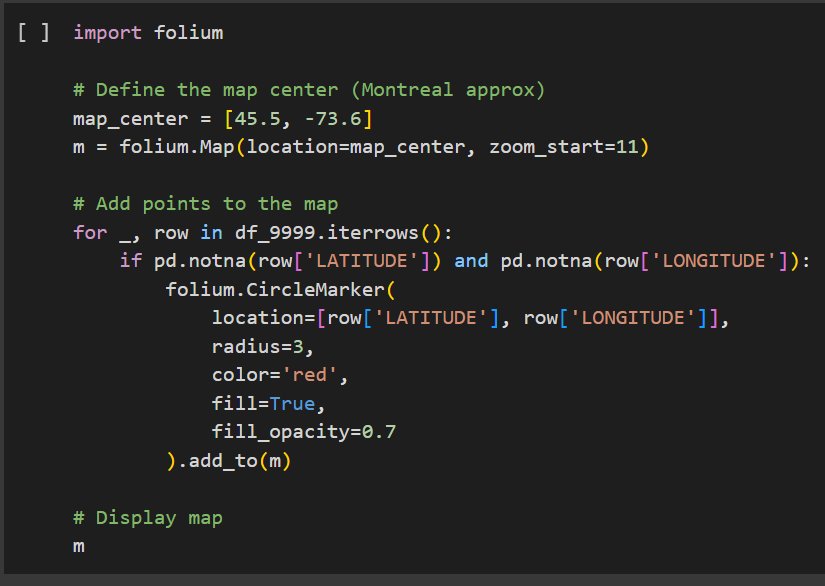 [ ] import folium

# Define the map center (Montreal approx)
map_center = [45.5, -73.6]
m = folium.Map(location=map_center, zoom_start=11)

# Add points to the map
for _, row in df_9999.iterrows():
    if pd.notna(row['LATITUDE']) and pd.notna(row['LONGITUDE']):
        folium.CircleMarker(
            location=[row['LATITUDE'], row['LONGITUDE']],
            radius=3,
            color='red',
            fill=True,
            fill_opacity=0.7
        ).add_to(m)

# Display map
m